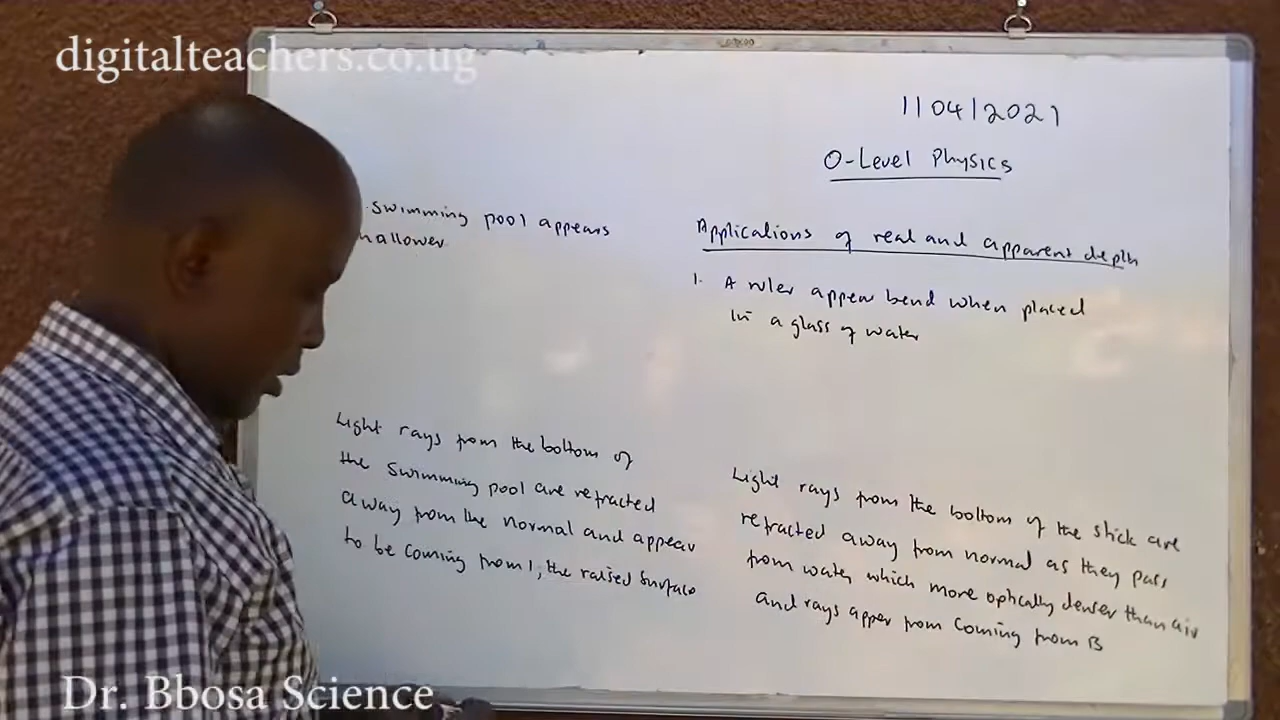 digitalteachers.co.ug
11 04 2021
O-Level Physics
swimming pool appears
hallower
Applications of real and apparent depth
1. A ruler appear bend when placed
in a glass of water
Light rays from the bottom of
the swimming pool are refracted
away from the normal and appear
to be coming from I, the raised surface
Light rays from the bottom of the stick are
refracted away from normal as they pass
from water which more optically denser than air
and rays apper from coming from B
Dr. Bbosa Science